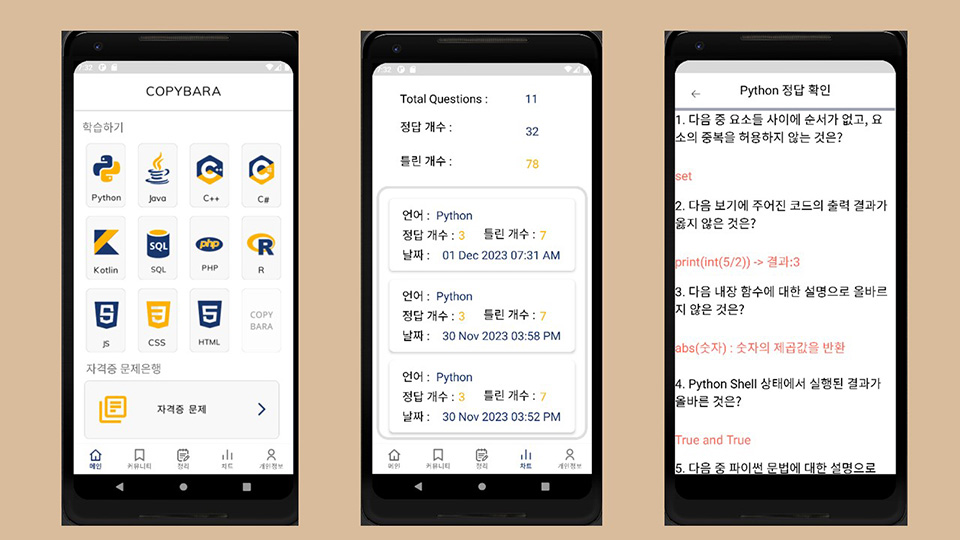 7:32
COPYBARA
학습하기
Python
Java
C++
C#
Kotlin
SQL
SQL
php
PHP
R
R
5
JS
3
CSS
5
HTML
COPY
BARA
자격증 문제은행
자격증 문제
메인
커뮤니티
정리
차트
개인정보
7:32
Total Questions : 11
정답 개수 : 32
틀린 개수 : 78
언어 : Python
정답 개수 : 3 틀린 개수 : 7
날짜 : 01 Dec 2023 07:31 AM
언어 : Python
정답 개수 : 3 틀린 개수 : 7
날짜 : 30 Nov 2023 03:58 PM
언어 : Python
정답 개수 : 3 틀린 개수 : 7
날짜 : 30 Nov 2023 03:52 PM
메인
커뮤니티
정리
차트
개인정보
Python 정답 확인
1. 다음 중 요소들 사이에 순서가 없고, 요
소의 중복을 허용하지 않는 것은?
set
2. 다음 보기에 주어진 코드의 출력 결과가
옳지 않은 것은?
print(int(5/2)) -> 결과:3
3. 다음 내장 함수에 대한 설명으로 올바르
지 않은 것은?
abs(숫자) : 숫자의 제곱값을 반환
4. Python Shell 상태에서 실행된 결과가
올바른 것은?
True and True
5. 다음 중 파이썬 문법에 대한 설명으로